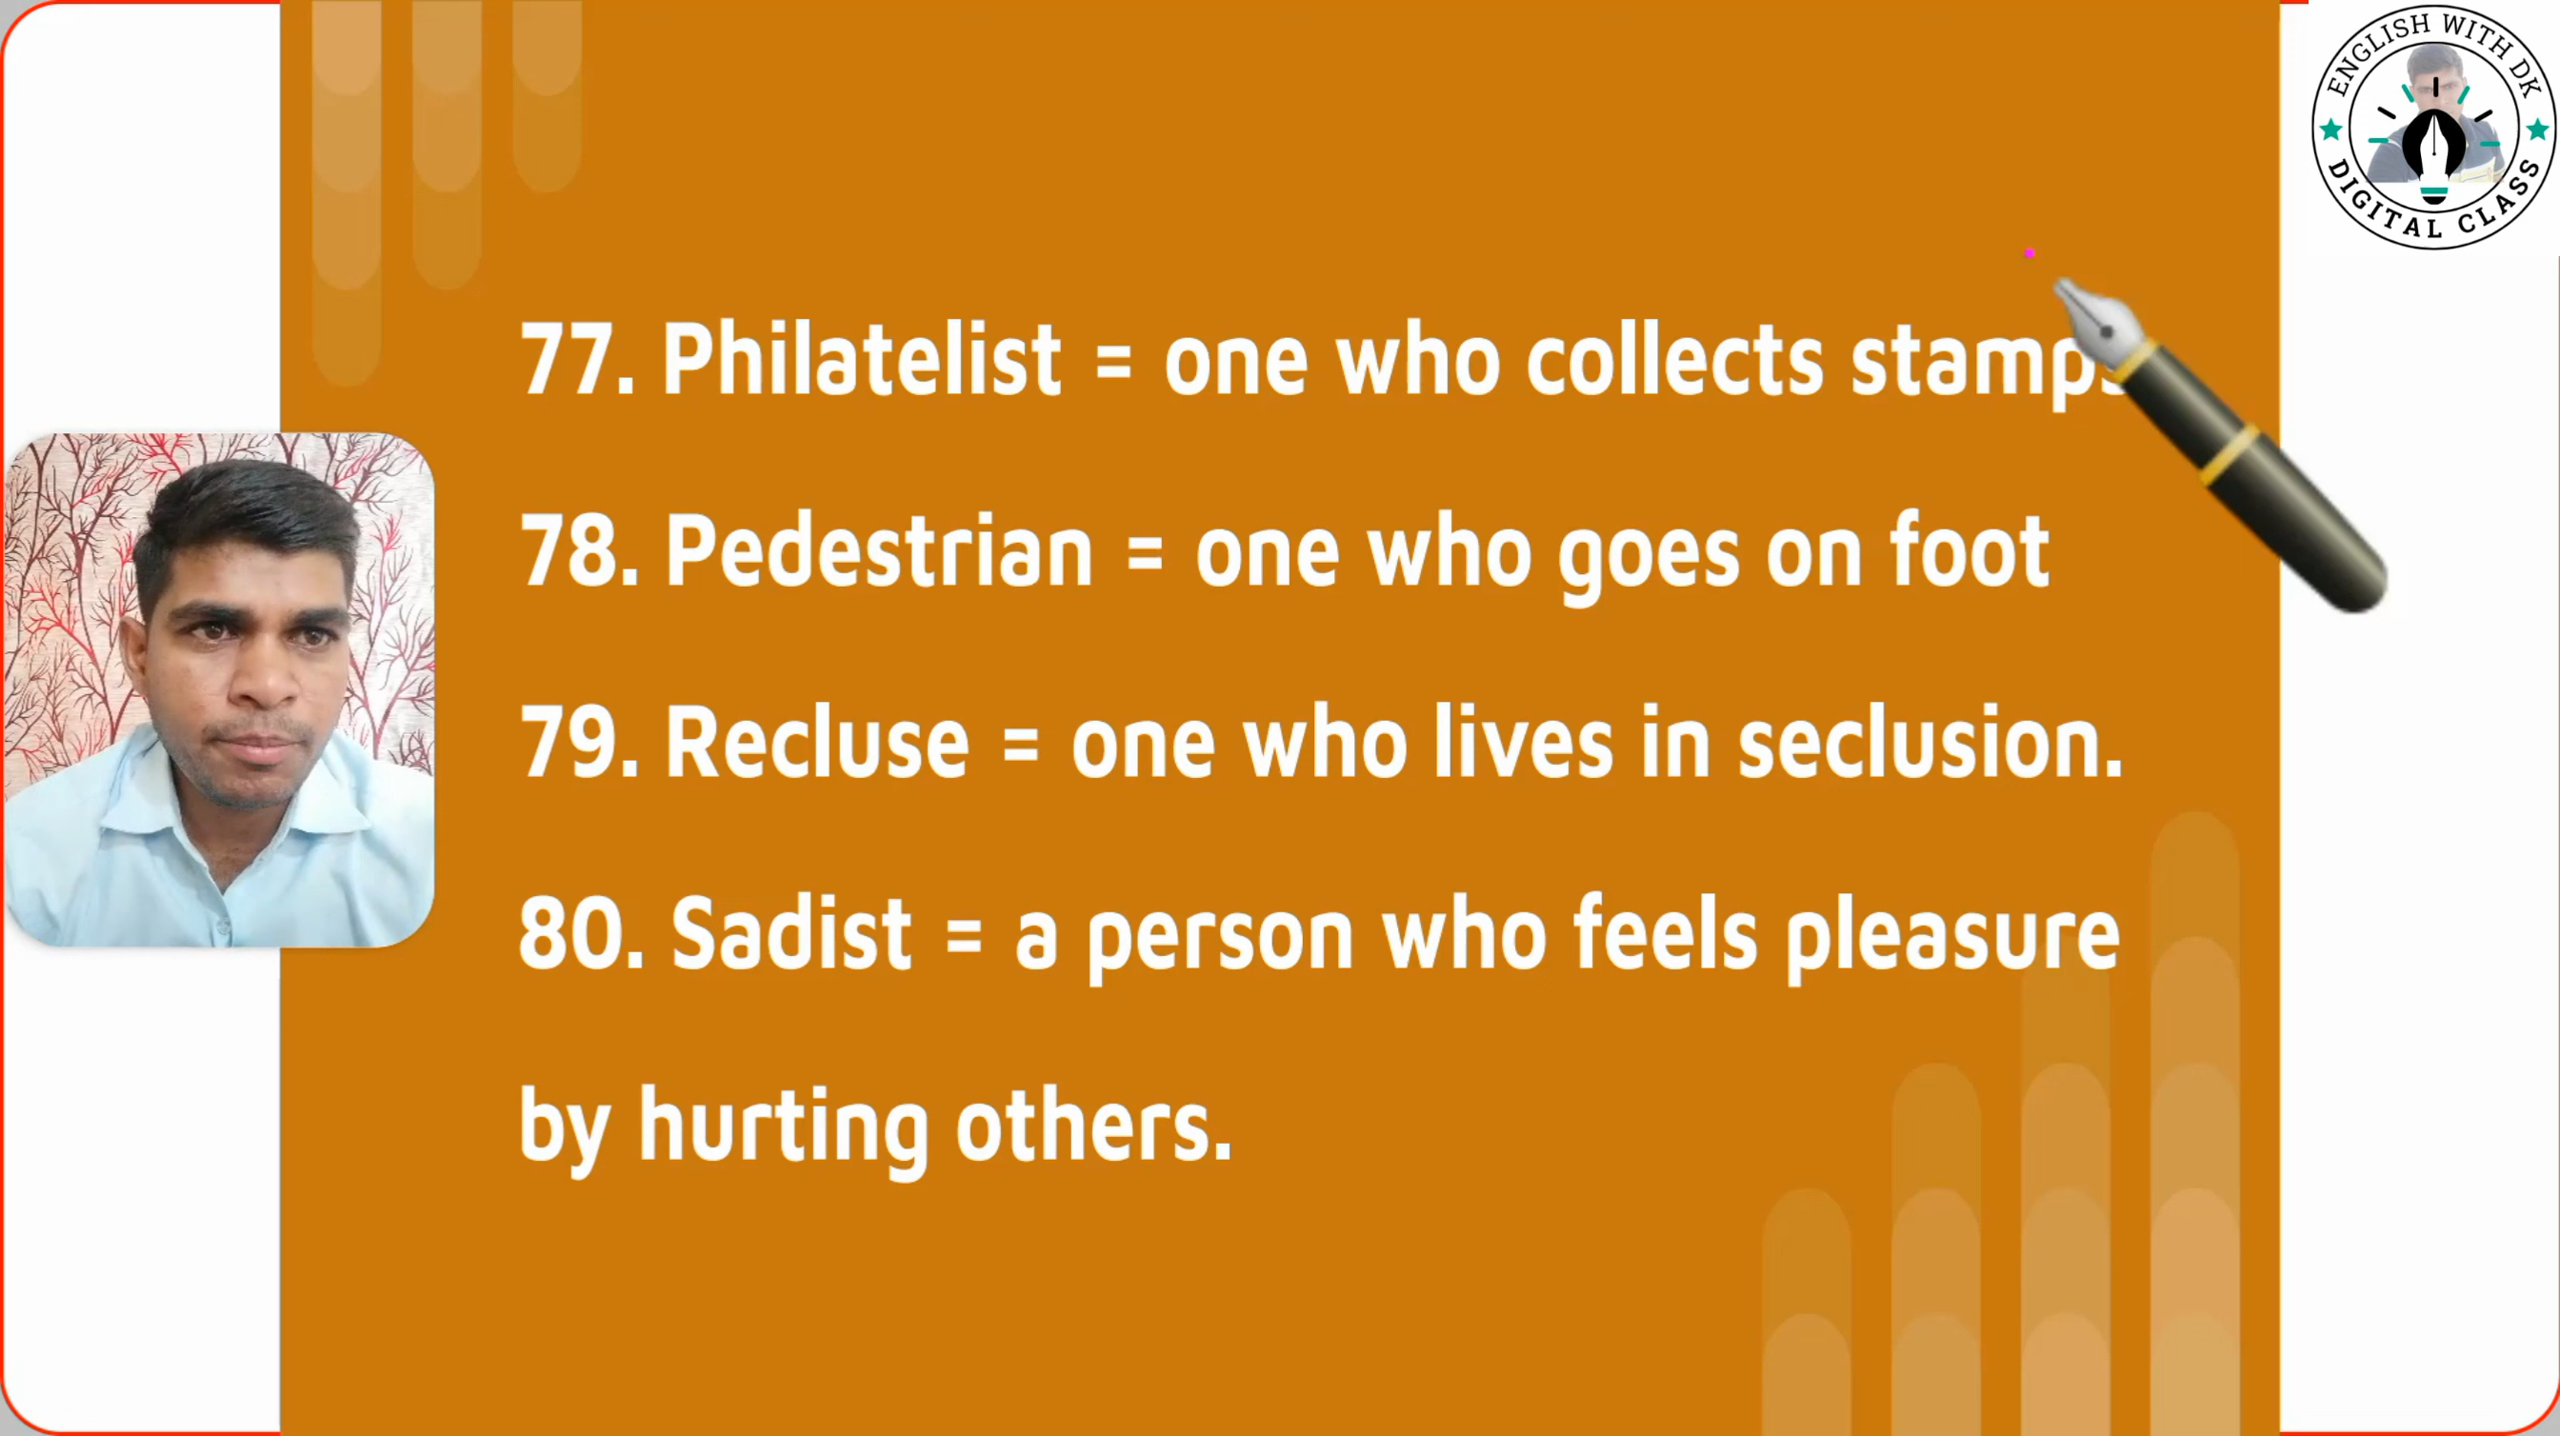 ENGLISH WITH DK
DIGITAL CLASS
77. Philatelist = one who collects stamps
78. Pedestrian = one who goes on foot
79. Recluse = one who lives in seclusion.
80. Sadist = a person who feels pleasure
by hurting others.